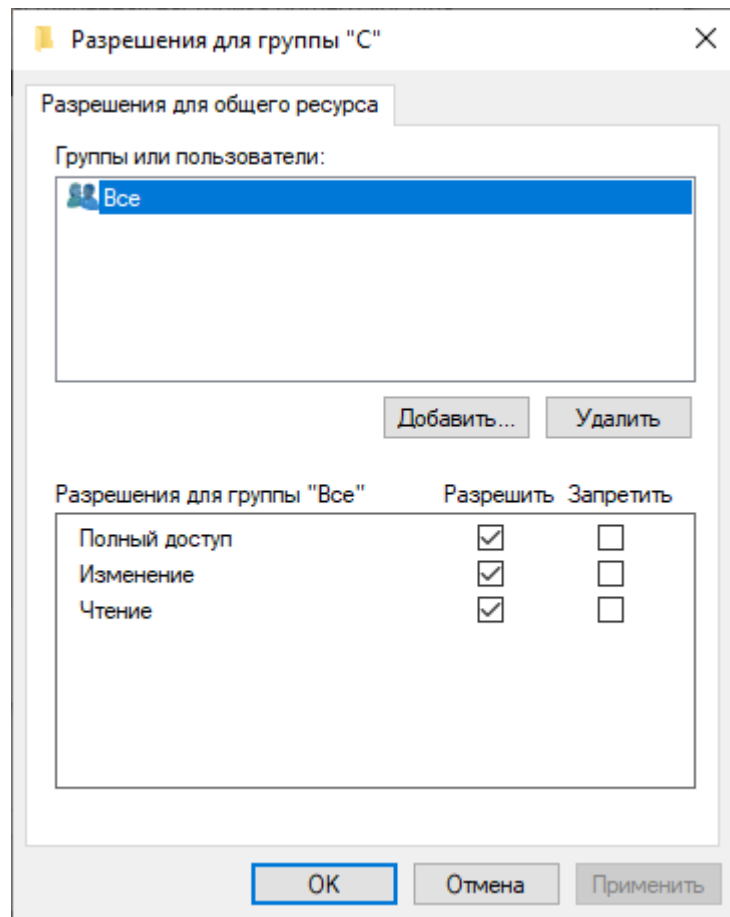 Разрешения для группы "C"
Разрешения для общего ресурса
Группы или пользователи:
Все
Добавить...
Удалить
Разрешения для группы "Все" Разрешить Запретить
Полный доступ
Изменение
Чтение
OK Отмена Применить